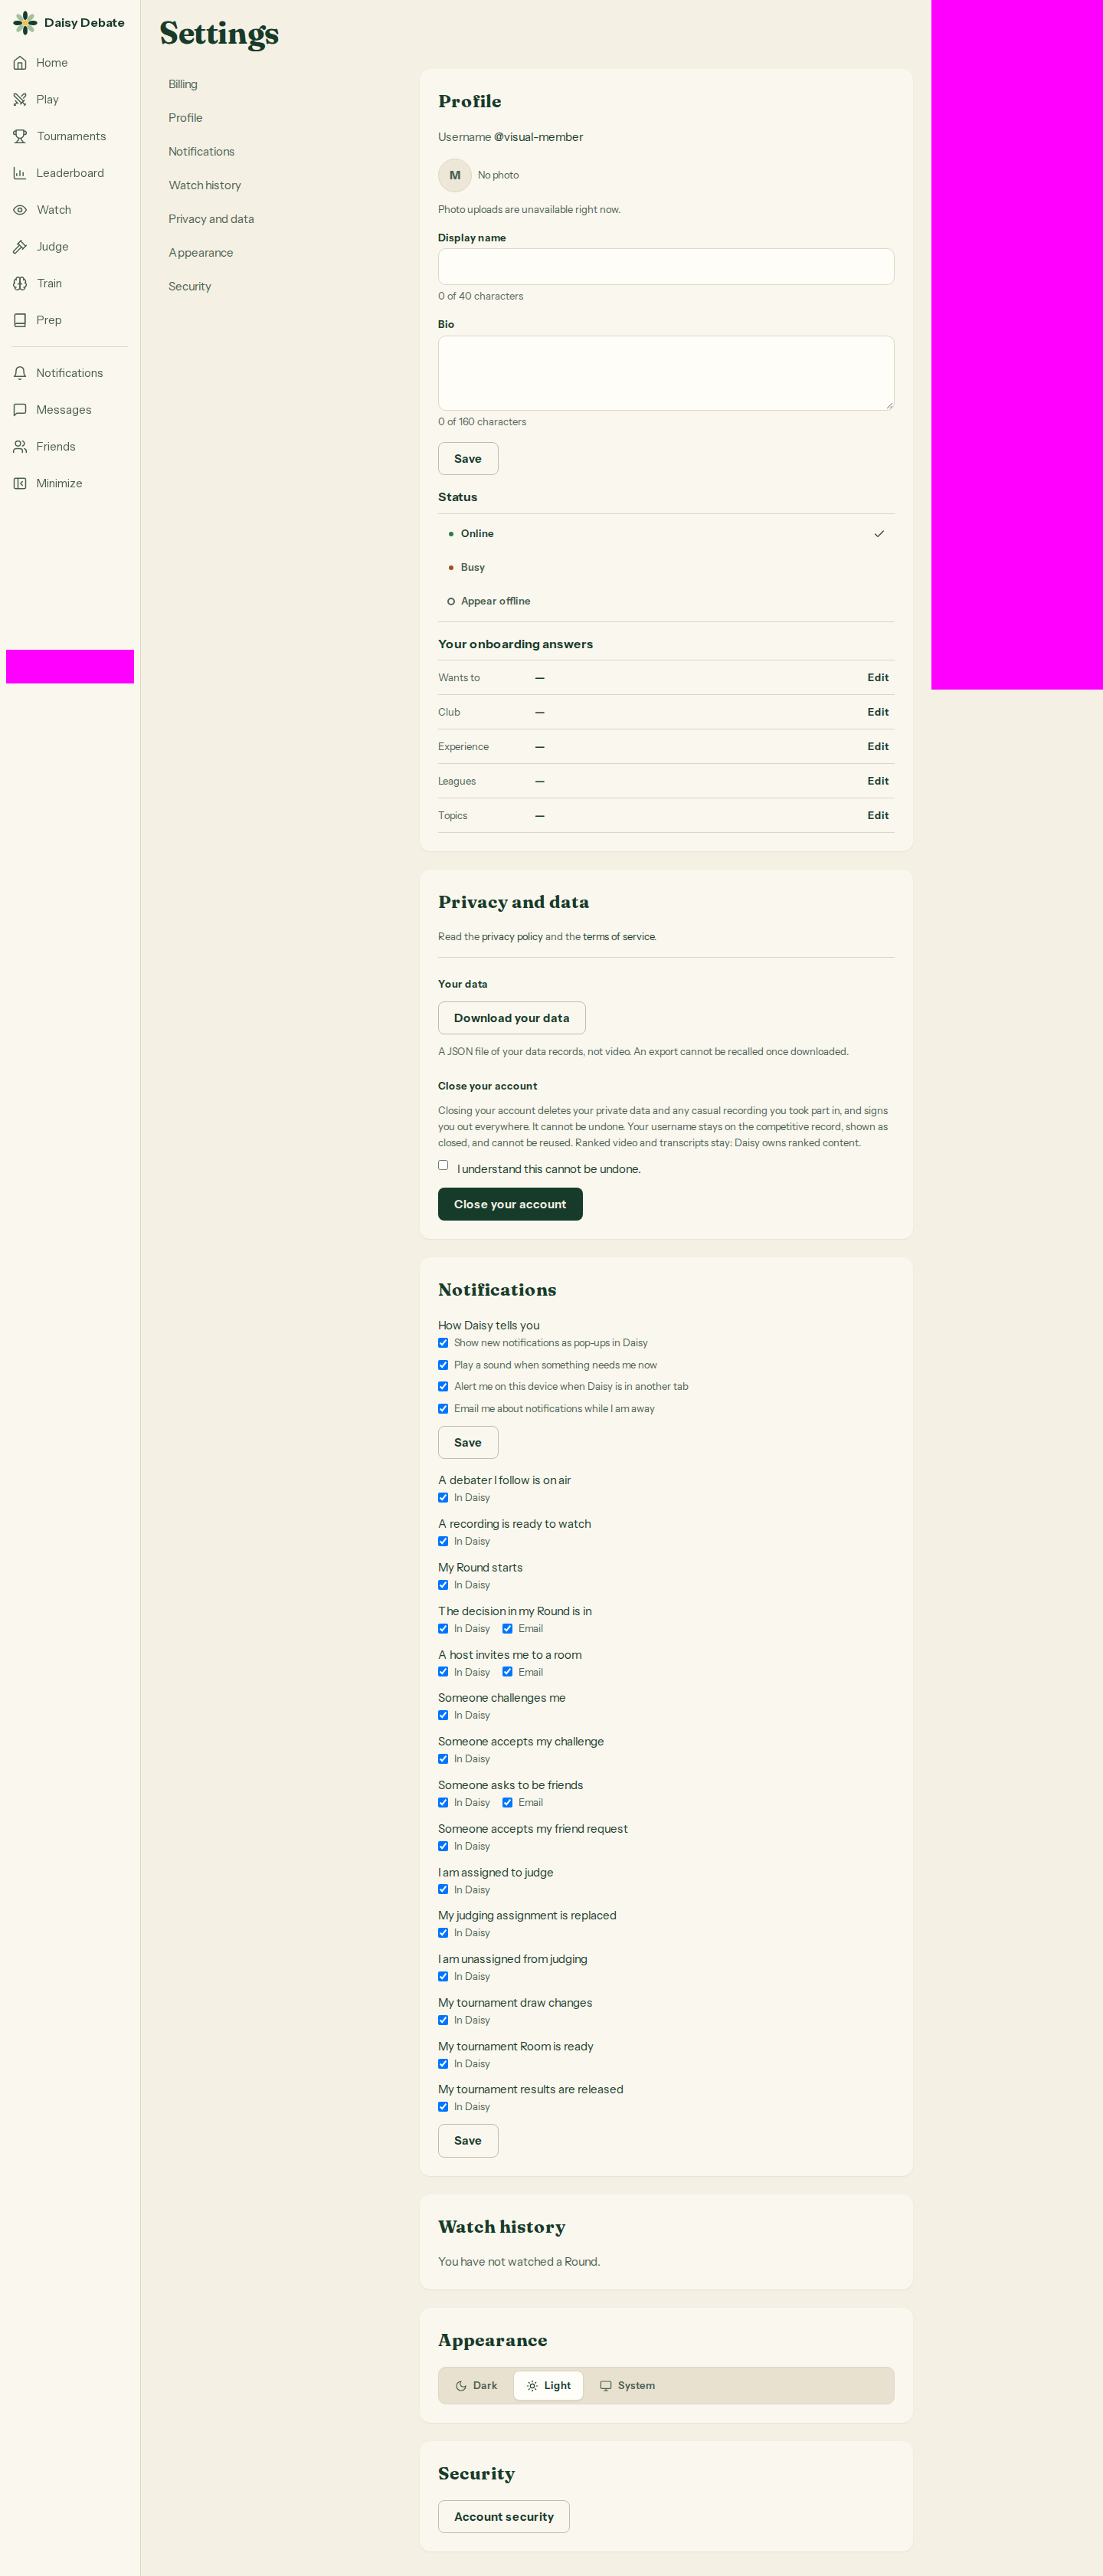 Daisy Debate
Home
Play
Tournaments
Leaderboard
Watch
Judge
Train
Prep
Notifications
Messages
Friends
Minimize
Settings
Billing
Profile
Notifications
Watch history
Privacy and data
Appearance
Security
Profile
Username @visual-member
M No photo
Photo uploads are unavailable right now.
Display name
0 of 40 characters
Bio
0 of 160 characters
Save
Status
Online
Busy
Appear offline
Your onboarding answers
Wants to — Edit
Club — Edit
Experience — Edit
Leagues — Edit
Topics — Edit
Privacy and data
Read the privacy policy and the terms of service.
Your data
Download your data
A JSON file of your data records, not video. An export cannot be recalled once downloaded.
Close your account
Closing your account deletes your private data and any casual recording you took part in, and signs
you out everywhere. It cannot be undone. Your username stays on the competitive record, shown as
closed, and cannot be reused. Ranked video and transcripts stay: Daisy owns ranked content.
I understand this cannot be undone.
Close your account
Notifications
How Daisy tells you
Show new notifications as pop-ups in Daisy
Play a sound when something needs me now
Alert me on this device when Daisy is in another tab
Email me about notifications while I am away
Save
A debater I follow is on air
In Daisy
A recording is ready to watch
In Daisy
My Round starts
In Daisy
The decision in my Round is in
In Daisy Email
A host invites me to a room
In Daisy Email
Someone challenges me
In Daisy
Someone accepts my challenge
In Daisy
Someone asks to be friends
In Daisy Email
Someone accepts my friend request
In Daisy
I am assigned to judge
In Daisy
My judging assignment is replaced
In Daisy
I am unassigned from judging
In Daisy
My tournament draw changes
In Daisy
My tournament Room is ready
In Daisy
My tournament results are released
In Daisy
Save
Watch history
You have not watched a Round.
Appearance
Dark Light System
Security
Account security